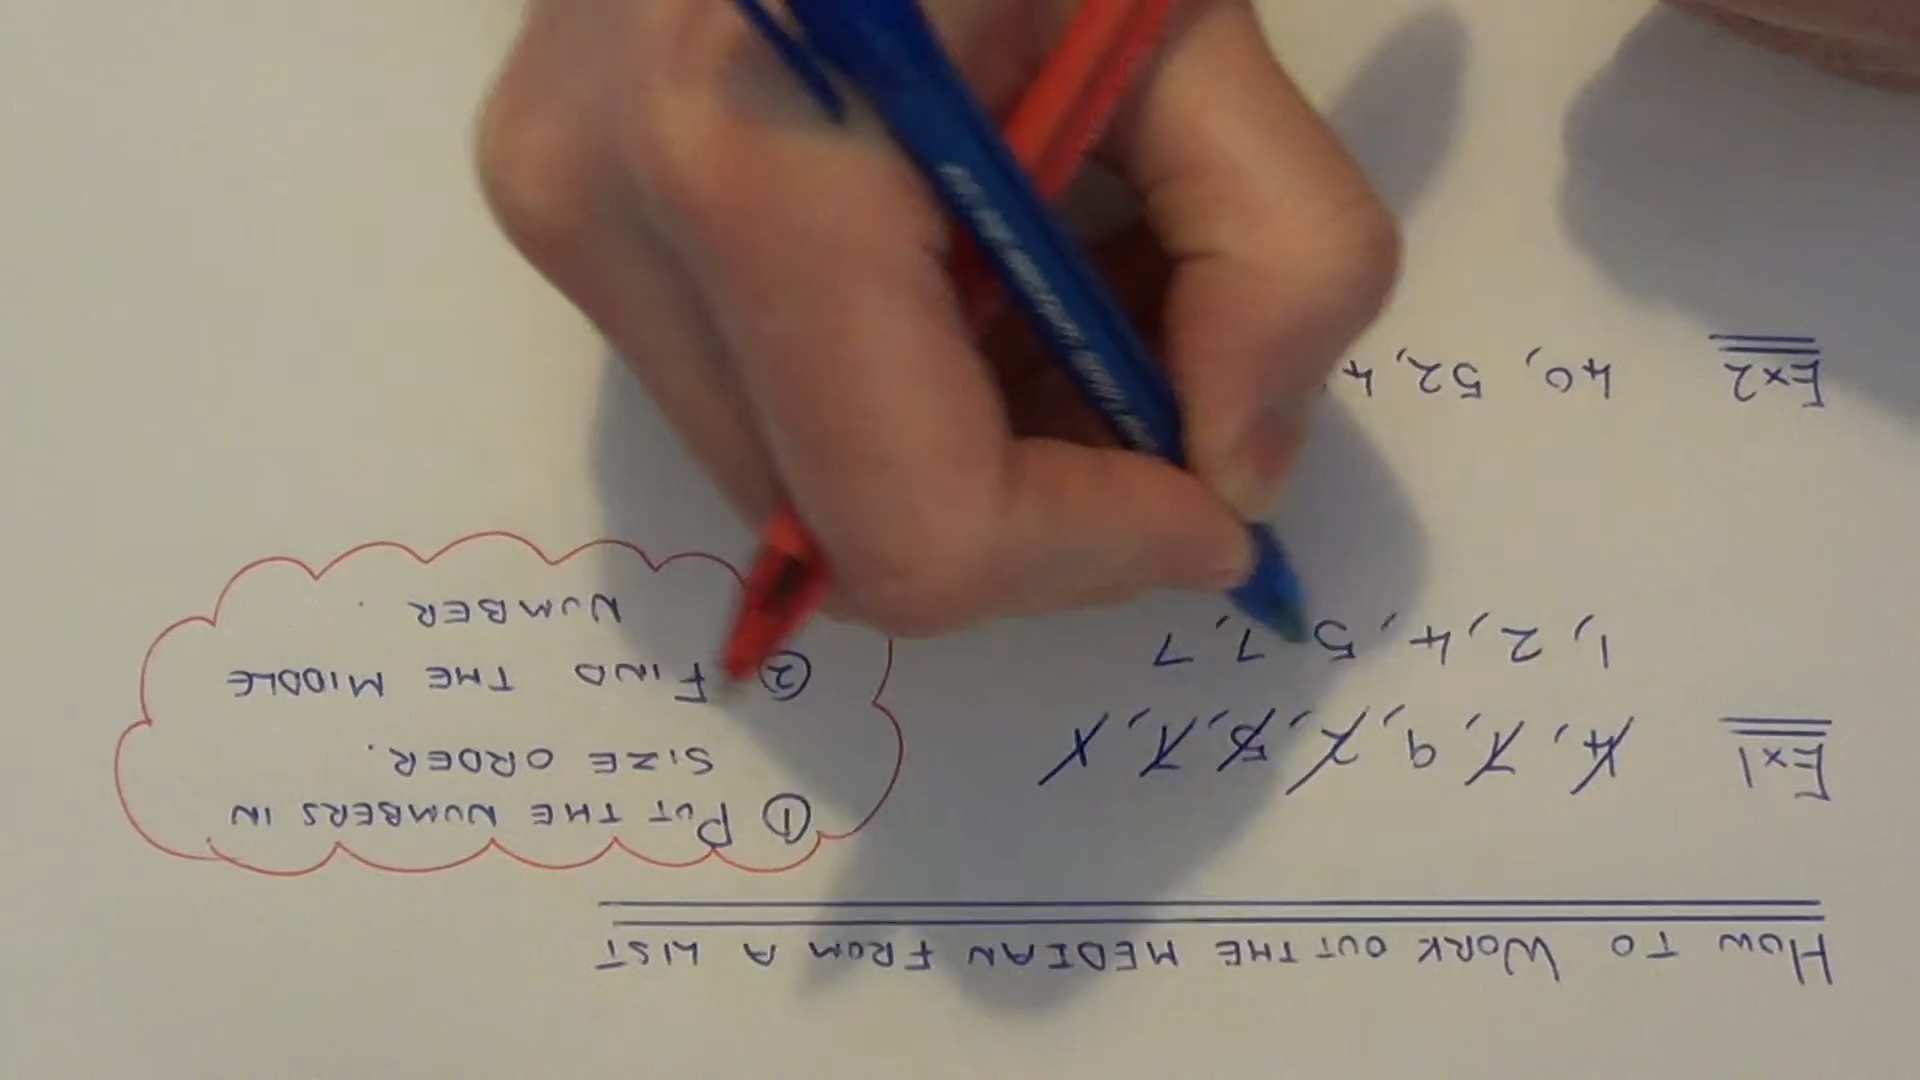 HOW TO WORK OUT THE MEDIAN FROM A LIST
① PUT THE NUMBERS IN
SIZE ORDER.
② FIND THE MIDDLE
NUMBER.
Ex1 4, 7, 9, 2, 5, 7, 1
1, 2, 4, 5, 7, 7
Ex2 40, 52, 4